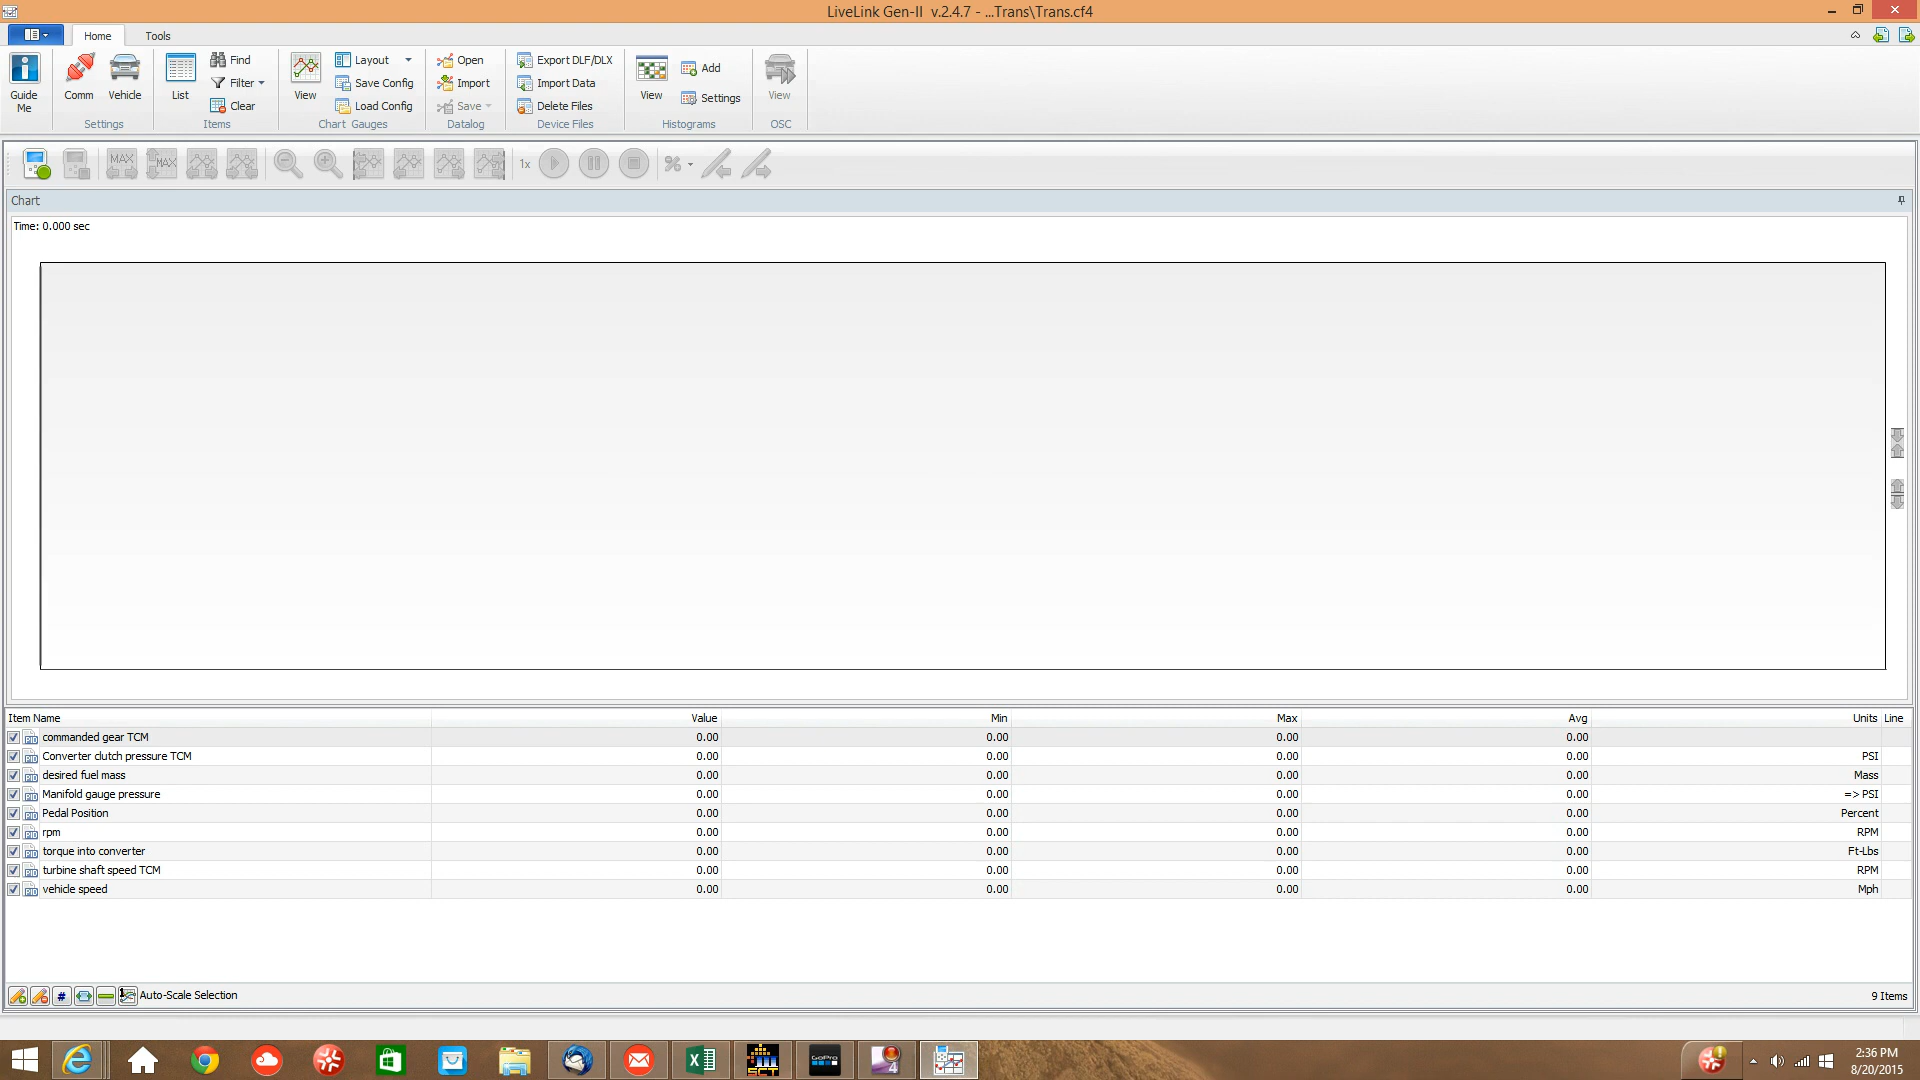 LiveLink Gen-II v.2.4.7 - ...Trans\Trans.cf4
Home Tools
Guide Me
Comm Vehicle
Settings
List
Find
Filter
Clear
Items
View
Layout
Save Config
Load Config
Chart Gauges
Open
Import
Save
Datalog
Export DLF/DLX
Import Data
Delete Files
Device Files
View
Add
Settings
Histograms
View
OSC
MAX MAX 1x %
Chart
Time: 0.000 sec
Item Name Value Min Max Avg Units Line
commanded gear TCM 0.00 0.00 0.00 0.00
Converter clutch pressure TCM 0.00 0.00 0.00 0.00 PSI
desired fuel mass 0.00 0.00 0.00 0.00 Mass
Manifold gauge pressure 0.00 0.00 0.00 0.00 => PSI
Pedal Position 0.00 0.00 0.00 0.00 Percent
rpm 0.00 0.00 0.00 0.00 RPM
torque into converter 0.00 0.00 0.00 0.00 Ft-Lbs
turbine shaft speed TCM 0.00 0.00 0.00 0.00 RPM
vehicle speed 0.00 0.00 0.00 0.00 Mph
# Auto-Scale Selection 9 Items
SCT GoPro 4
2:36 PM
8/20/2015